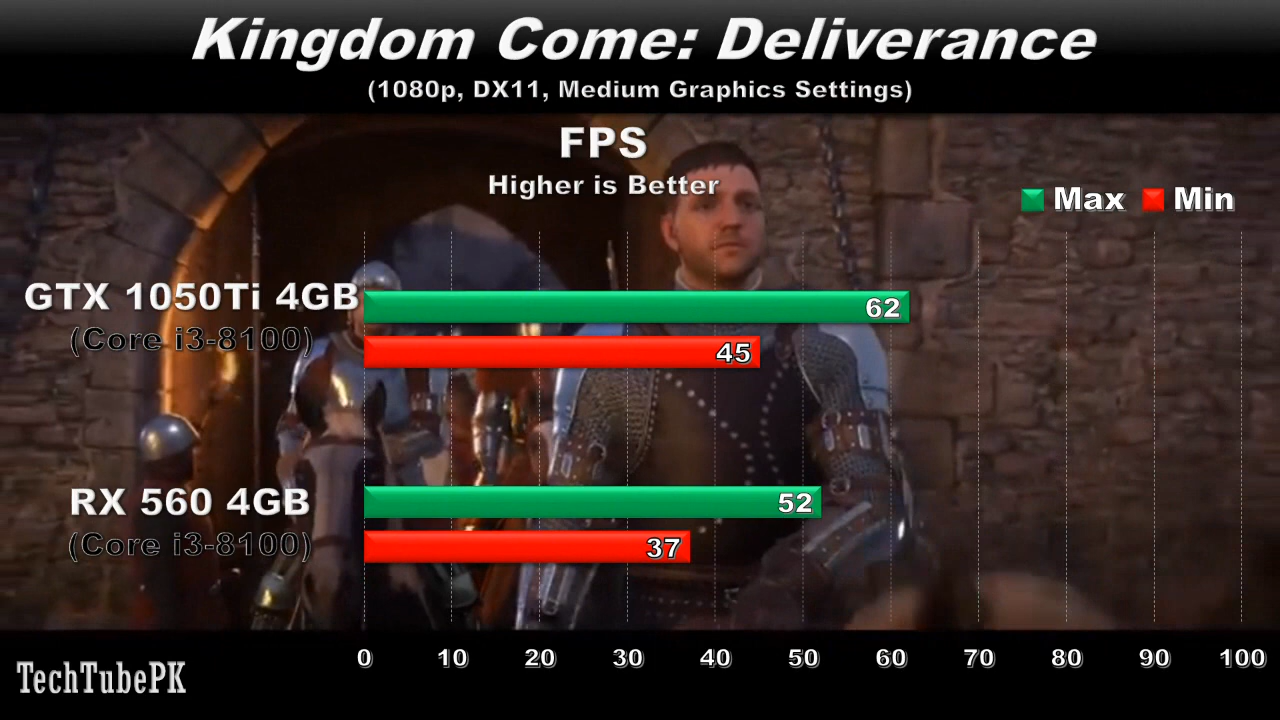 Kingdom Come: Deliverance
(1080p, DX11, Medium Graphics Settings)
FPS
Higher is Better
Max Min
GTX 1050Ti 4GB
(Core i3-8100)
62
45
RX 560 4GB
(Core i3-8100)
52
37
0 10 20 30 40 50 60 70 80 90 100
TechTubePK